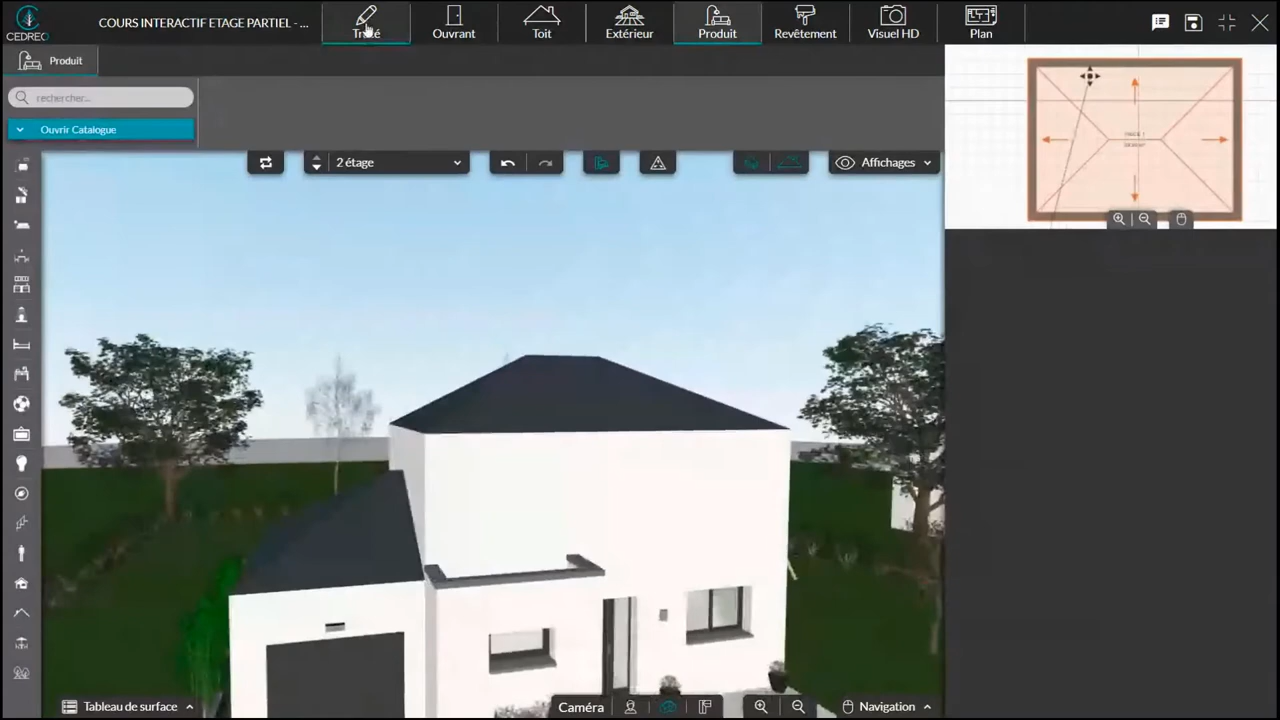 CEDREO
COURS INTERACTIF ETAGE PARTIEL - ...
Tracé
Ouvrant
Toit
Extérieur
Produit
Revêtement
Visuel HD
Plan
Produit
rechercher...
Ouvrir Catalogue
2 étage
Affichages
Tableau de surface
Caméra
Navigation